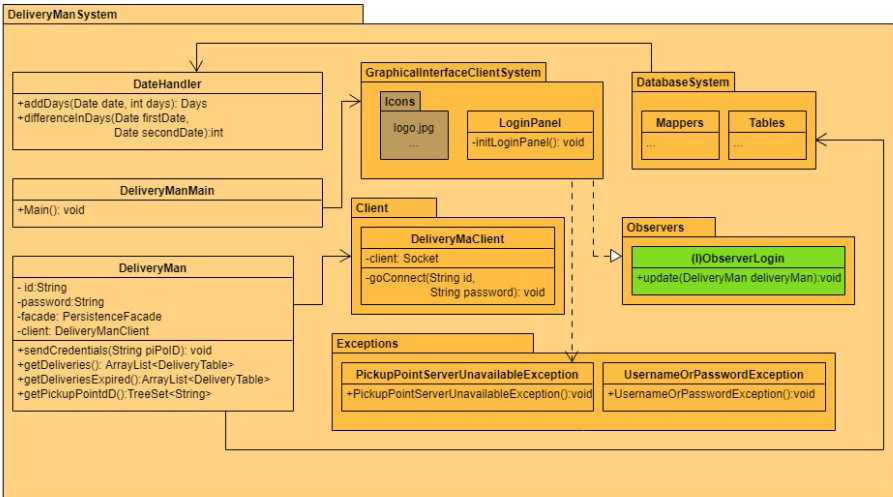 DeliveryManSystem
DateHandler
+addDays(Date date, int days): Days
+differenceInDays(Date firstDate,
Date secondDate):int
GraphicalInterfaceClientSystem
Icons
logo.jpg
...
LoginPanel
-initLoginPanel(): void
DatabaseSystem
Mappers
...
Tables
...
DeliveryManMain
+Main(): void
Client
DeliveryMaClient
-client: Socket
-goConnect(String id,
String password): void
Observers
(I)ObserverLogin
+update(DeliveryMan deliveryMan):void
DeliveryMan
- id:String
-password:String
-facade: PersistenceFacade
-client: DeliveryManClient
+sendCredentials(String piPoID): void
+getDeliveries(): ArrayList<DeliveryTable>
+getDeliveriesExpired():ArrayList<DeliveryTable>
+getPickupPointdD():TreeSet<String>
Exceptions
PickupPointServerUnavailableException
+PickupPointServerUnavailableException():void
UsernameOrPasswordException
+UsernameOrPasswordException():void